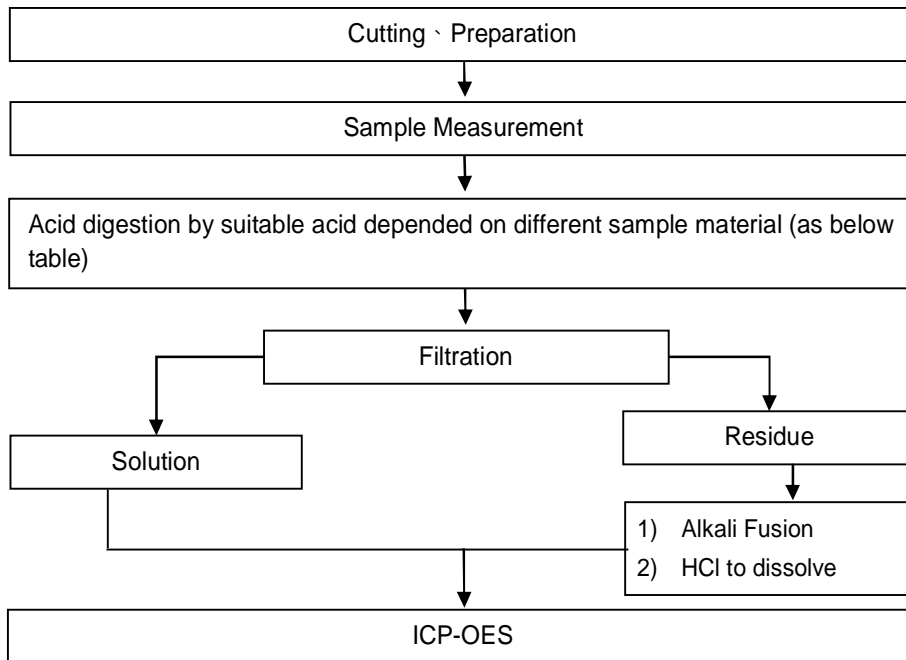 Cutting、Preparation
Sample Measurement
Acid digestion by suitable acid depended on different sample material (as below
table)
Filtration
Solution
Residue
1) Alkali Fusion
2) HCl to dissolve
ICP-OES